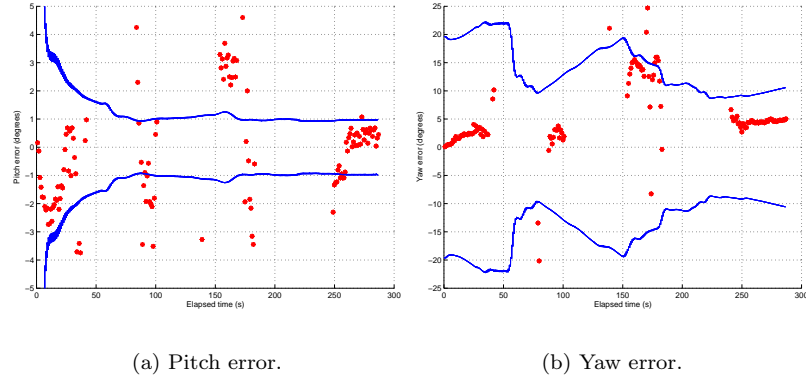 5
4
3
2
1
0
−1
−2
−3
−4
−5
Pitch error (degrees)
0 50 100 150 200 250 300
Elapsed time (s)
25
20
15
10
5
0
−5
−10
−15
−20
−25
Yaw error (degrees)
0 50 100 150 200 250 300
Elapsed time (s)
(a) Pitch error.
(b) Yaw error.